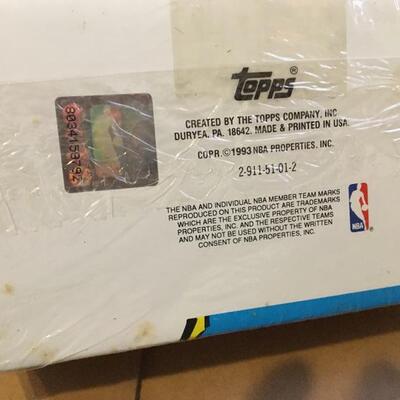 topps®
CREATED BY THE TOPPS COMPANY, INC.
DURYEA, PA. 18642. MADE & PRINTED IN USA.
COPR. © 1993 NBA PROPERTIES, INC.
2-911-51-01-2
8034158792
THE NBA AND INDIVIDUAL NBA MEMBER TEAM MARKS
REPRODUCED ON THIS PRODUCT ARE TRADEMARKS
WHICH ARE THE EXCLUSIVE PROPERTY OF NBA
PROPERTIES, INC. AND THE RESPECTIVE TEAMS
AND MAY NOT BE USED WITHOUT THE WRITTEN
CONSENT OF NBA PROPERTIES, INC.
NBA